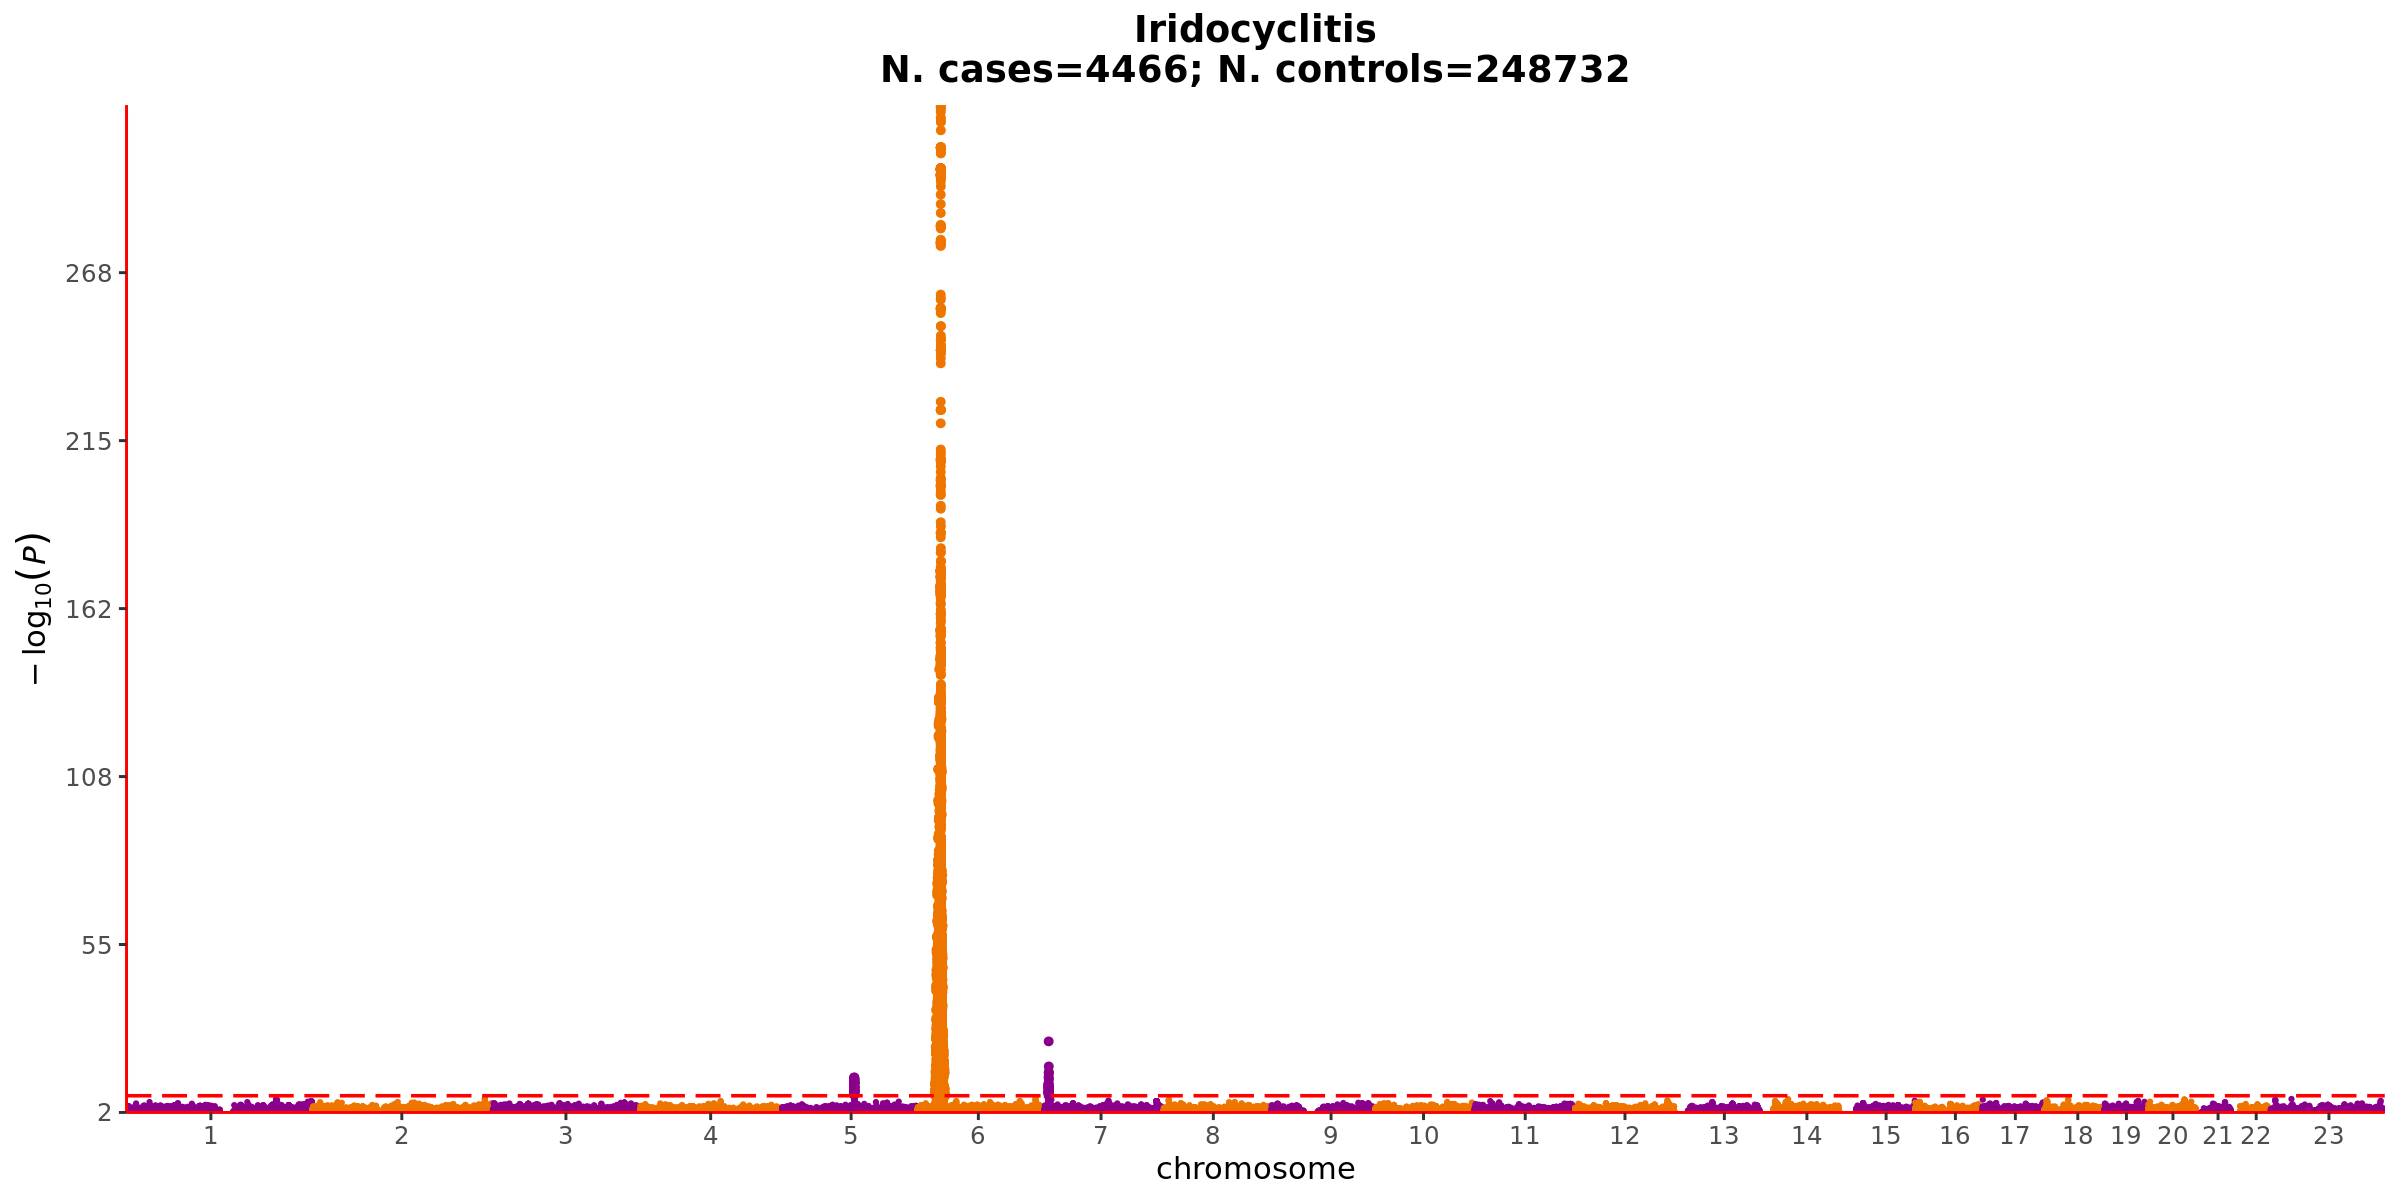 Iridocyclitis
N. cases=4466; N. controls=248732
268
215
162
108
55
2
−log10(P)
1 2 3 4 5 6 7 8 9 10 11 12 13 14 15 16 17 18 19 20 21 22 23
chromosome